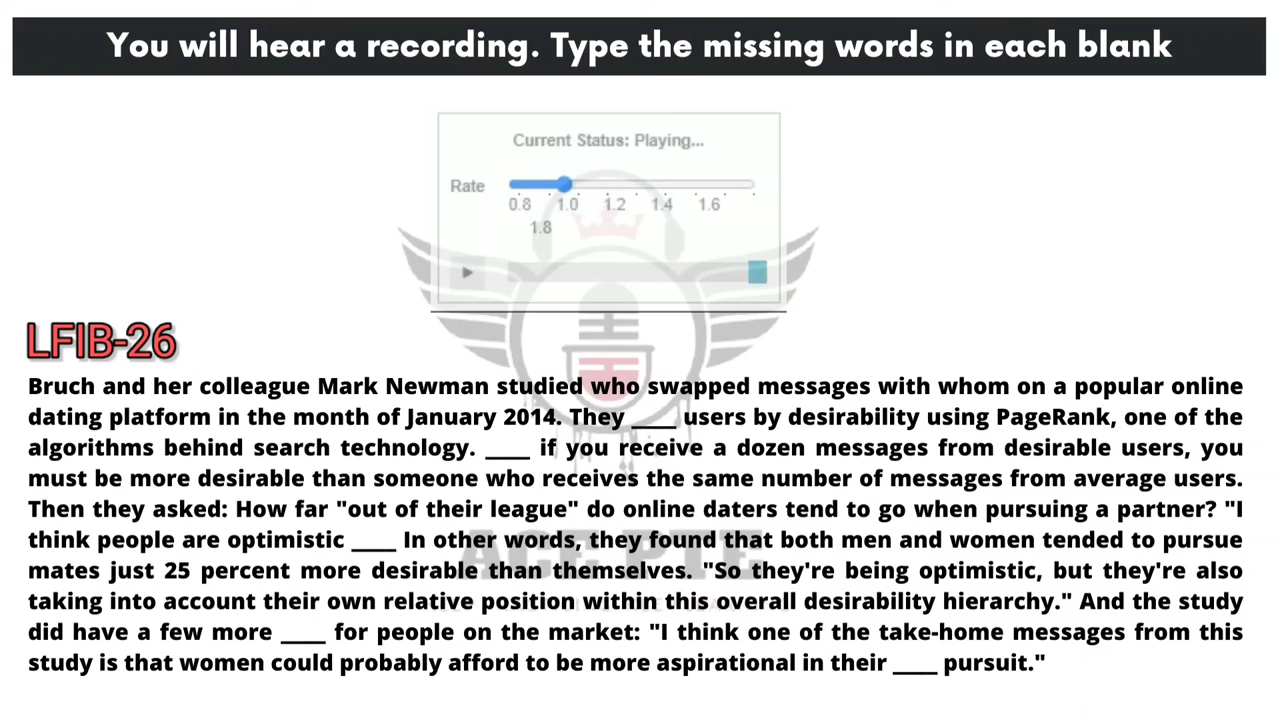 You will hear a recording. Type the missing words in each blank
Current Status: Playing...
Rate
0.8 1.0 1.2 1.4 1.6
1.8
LFIB-26
Bruch and her colleague Mark Newman studied who swapped messages with whom on a popular online
dating platform in the month of January 2014. They ____ users by desirability using PageRank, one of the
algorithms behind search technology. ____ if you receive a dozen messages from desirable users, you
must be more desirable than someone who receives the same number of messages from average users.
Then they asked: How far "out of their league" do online daters tend to go when pursuing a partner? "I
think people are optimistic ____ In other words, they found that both men and women tended to pursue
mates just 25 percent more desirable than themselves. "So they're being optimistic, but they're also
taking into account their own relative position within this overall desirability hierarchy." And the study
did have a few more ____ for people on the market: "I think one of the take-home messages from this
study is that women could probably afford to be more aspirational in their ____ pursuit."